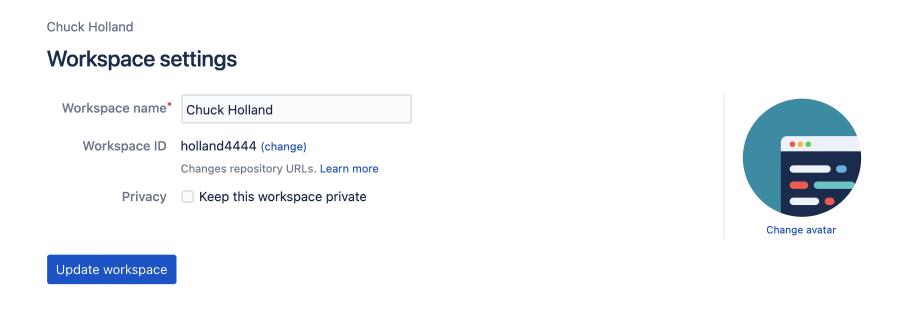 Chuck Holland
Workspace settings
Workspace name* Chuck Holland
Workspace ID holland4444 (change)
Changes repository URLs. Learn more
Privacy Keep this workspace private
Change avatar
Update workspace